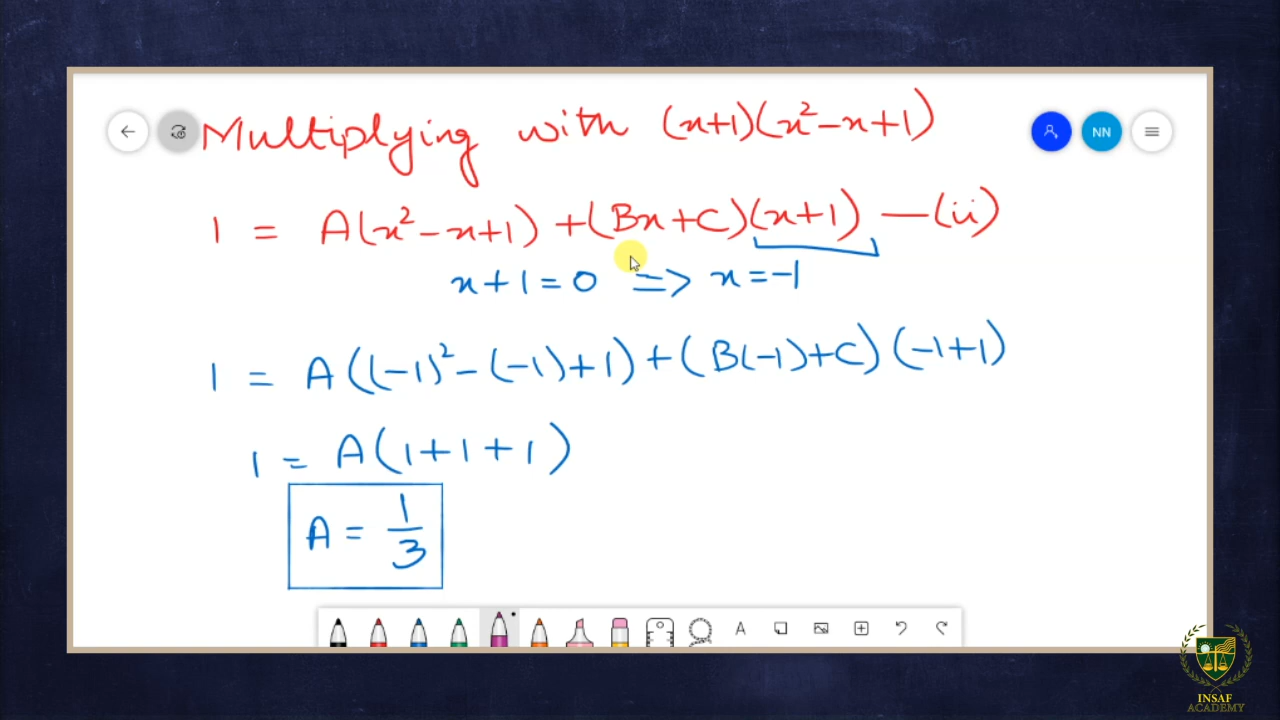 Multiplying with (x+1)(x²-x+1)
NN
1 = A(x²-x+1) + (Bx+C)(x+1) — (ii)
x+1=0 => x=-1
1 = A((-1)²-(-1)+1) + (B(-1)+C)(-1+1)
1 = A(1+1+1)
A = 1/3
A
INSAF
ACADEMY